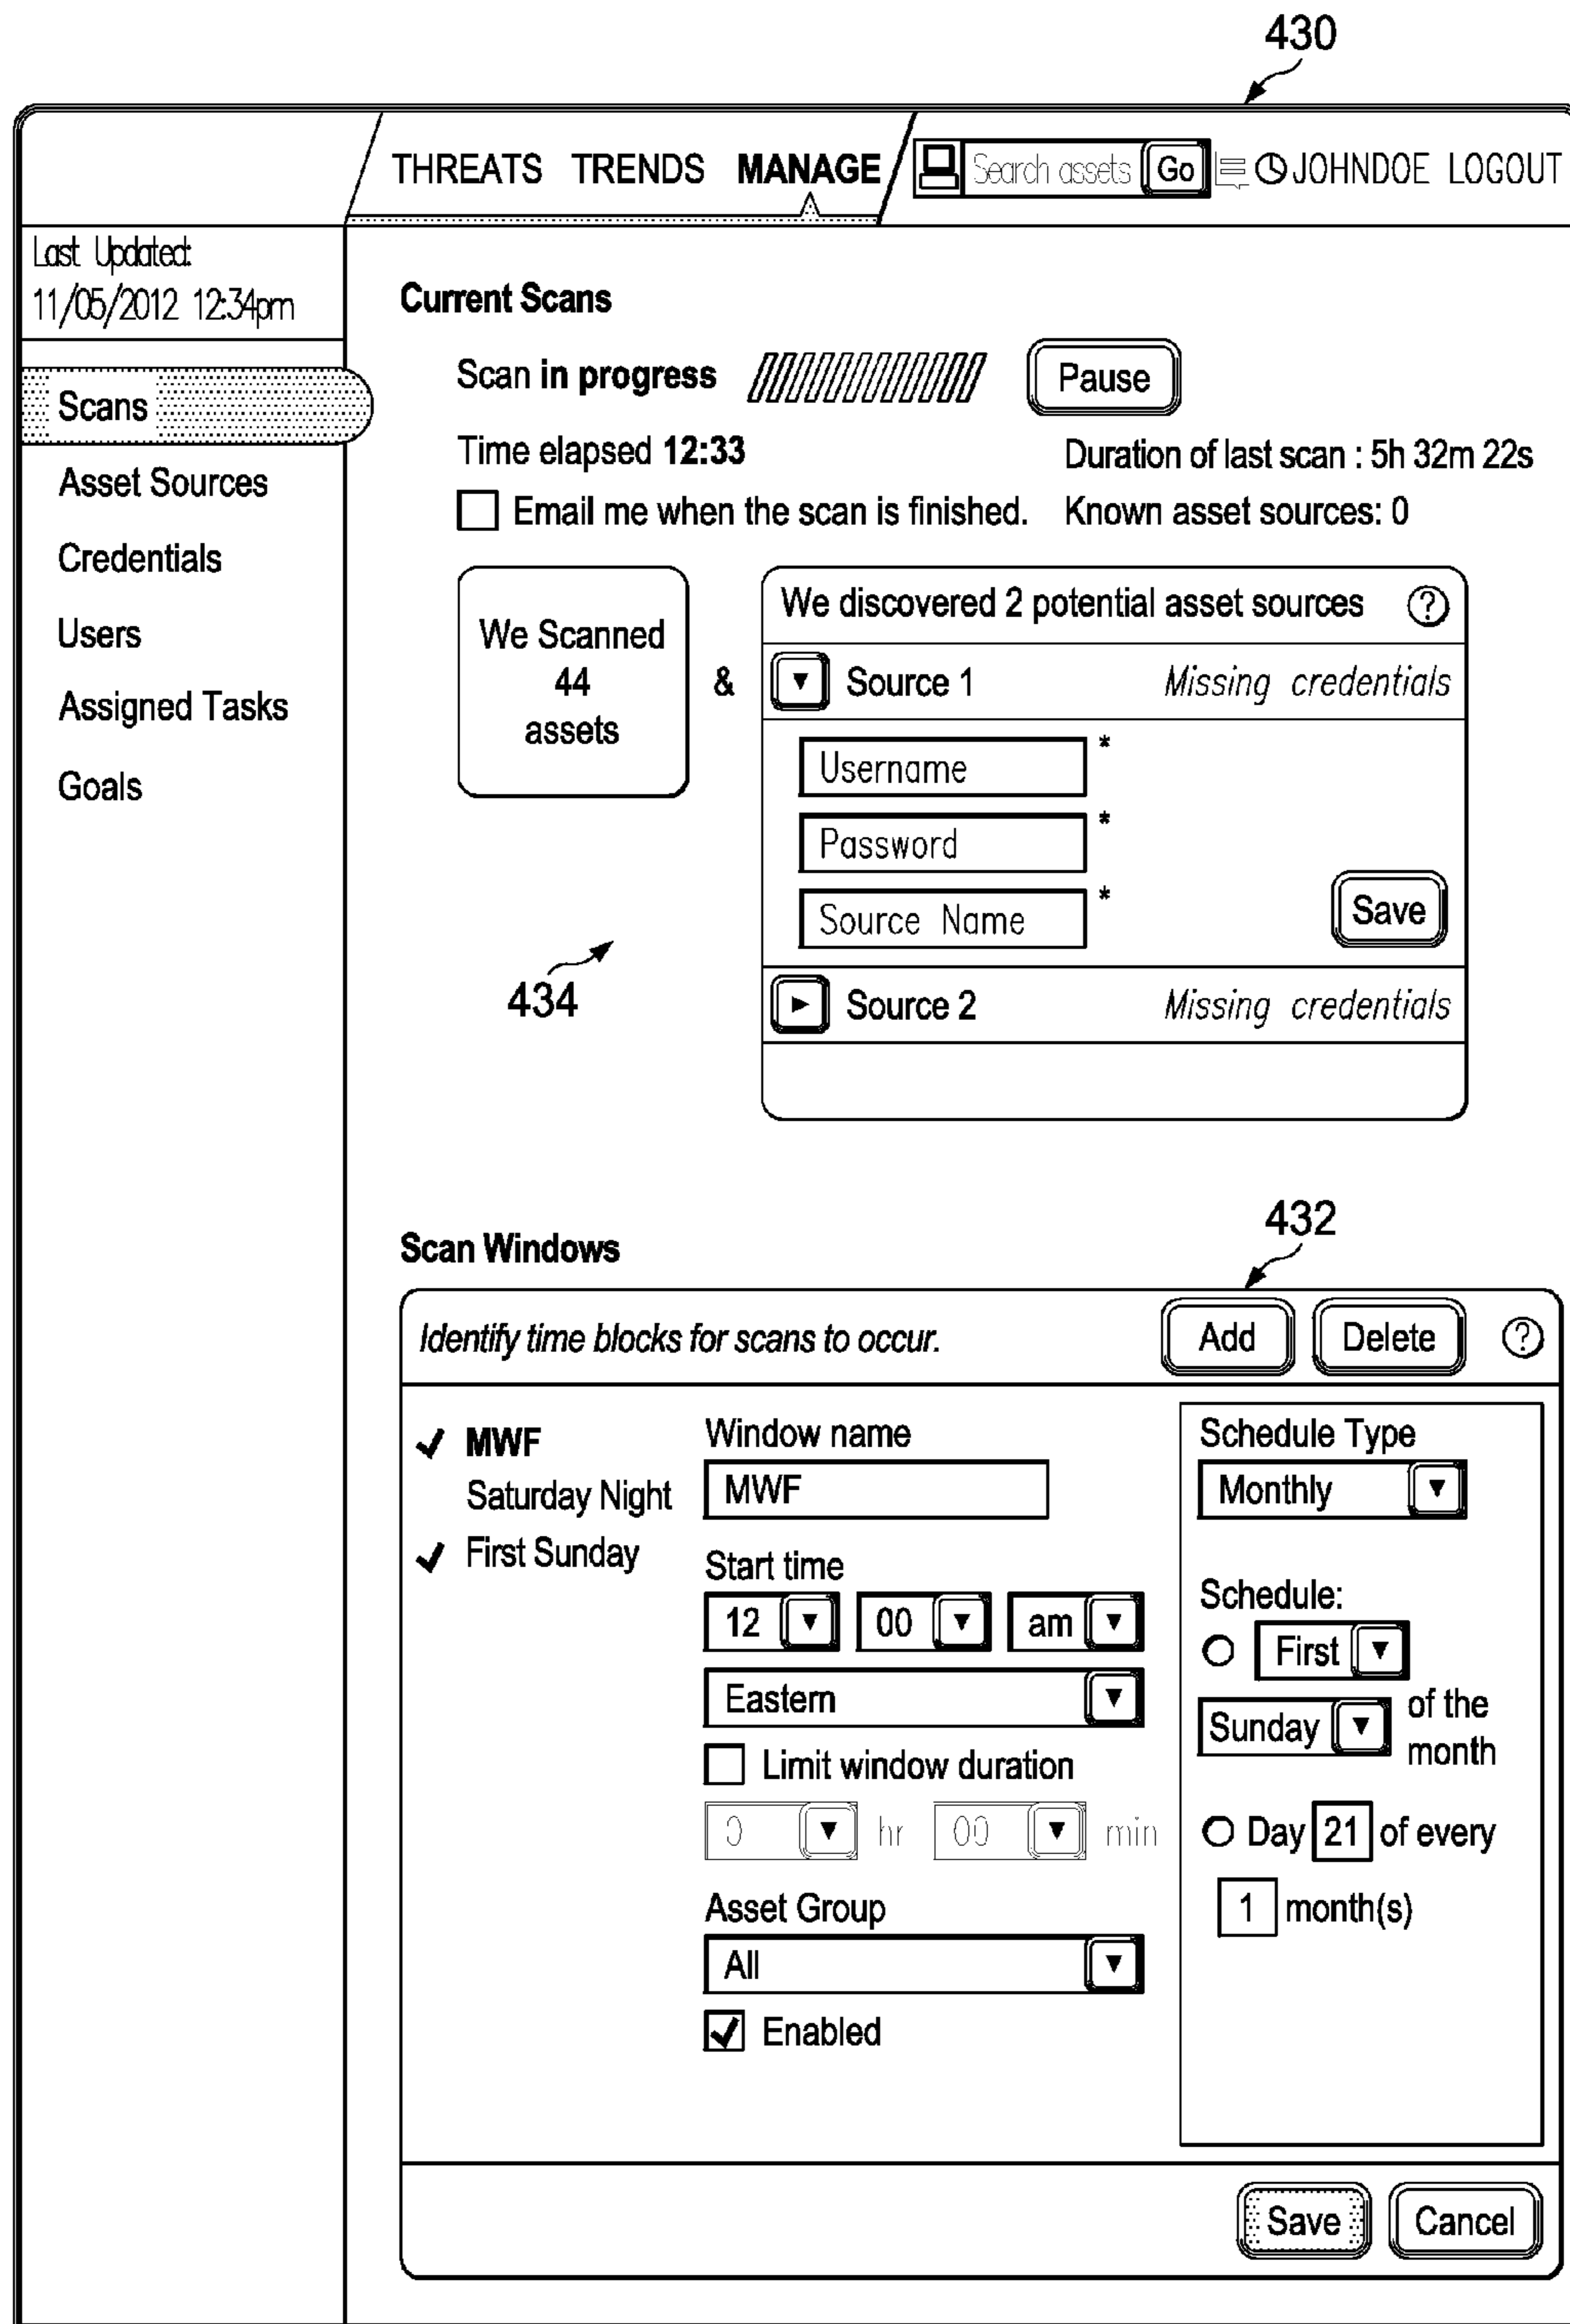 430
THREATS TRENDS MANAGE Search assets Go JOHNDOE LOGOUT
Last Updated:
11/05/2012 12:34pm
Scans
Asset Sources
Credentials
Users
Assigned Tasks
Goals
Current Scans
Scan in progress Pause
Time elapsed 12:33 Duration of last scan : 5h 32m 22s
Email me when the scan is finished. Known asset sources: 0
We Scanned
44
assets
&
We discovered 2 potential asset sources ?
Source 1 Missing credentials
Username *
Password *
Source Name *
Save
Source 2 Missing credentials
434
432
Scan Windows
Identify time blocks for scans to occur. Add Delete ?
MWF
Saturday Night
First Sunday
Window name
MWF
Start time
12 00 am
Eastern
Limit window duration
0 hr 00 min
Asset Group
All
Enabled
Schedule Type
Monthly
Schedule:
First
Sunday of the
month
Day 21 of every
1 month(s)
Save Cancel